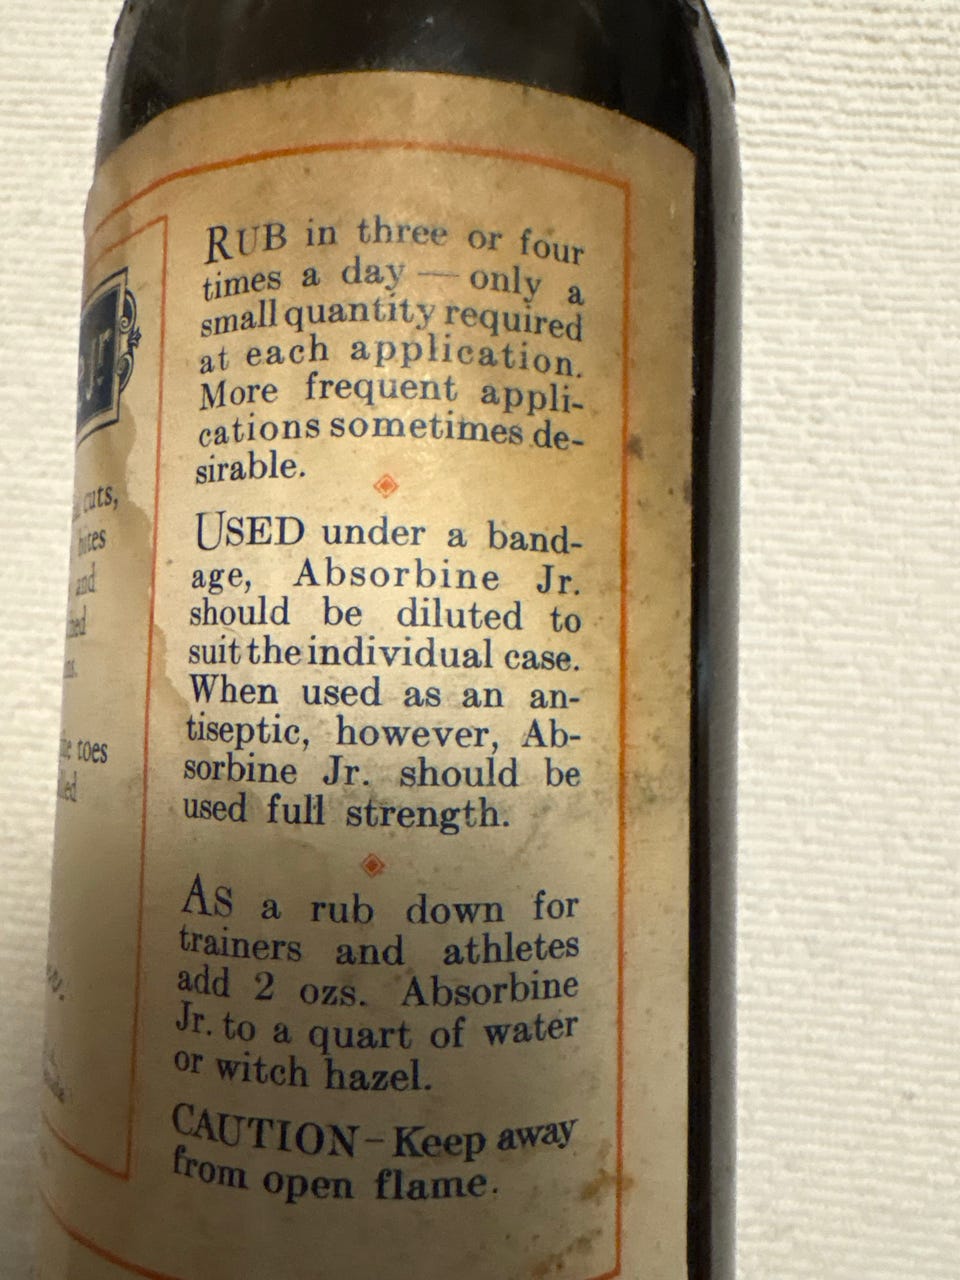 Jr
cuts,
bites
and
toes
RUB in three or four
times a day — only a
small quantity required
at each application.
More frequent appli-
cations sometimes de-
sirable.
USED under a band-
age, Absorbine Jr.
should be diluted to
suit the individual case.
When used as an an-
tiseptic, however, Ab-
sorbine Jr. should be
used full strength.
AS a rub down for
trainers and athletes
add 2 ozs. Absorbine
Jr. to a quart of water
or witch hazel.
CAUTION - Keep away
from open flame.